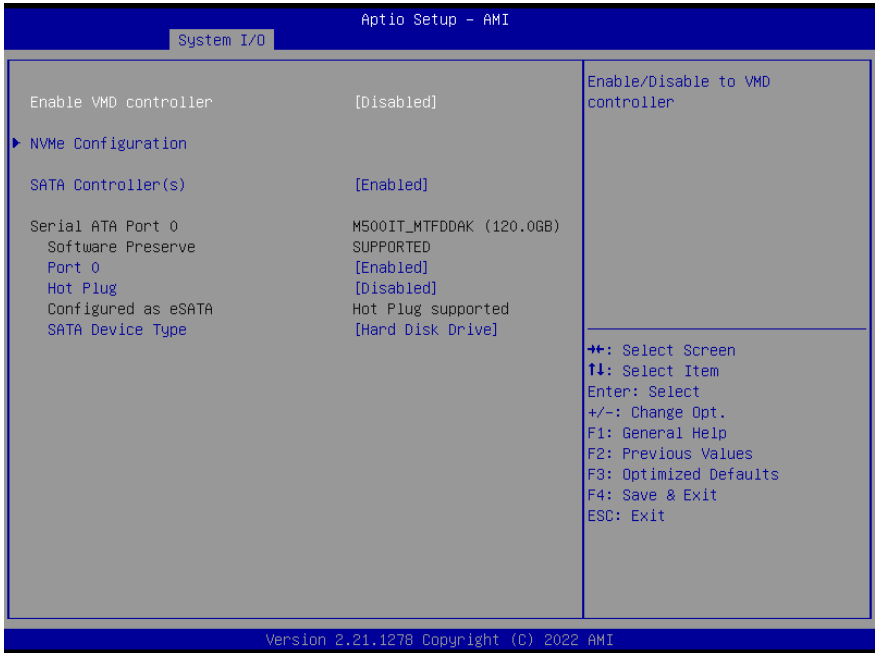 Aptio Setup - AMI
System I/O
Enable VMD controller [Disabled]
NVMe Configuration
SATA Controller(s) [Enabled]
Serial ATA Port 0 M500IT_MTFDDAK (120.0GB)
Software Preserve SUPPORTED
Port 0 [Enabled]
Hot Plug [Disabled]
Configured as eSATA Hot Plug supported
SATA Device Type [Hard Disk Drive]
Enable/Disable to VMD
controller
→←: Select Screen
↑↓: Select Item
Enter: Select
+/-: Change Opt.
F1: General Help
F2: Previous Values
F3: Optimized Defaults
F4: Save & Exit
ESC: Exit
Version 2.21.1278 Copyright (C) 2022 AMI